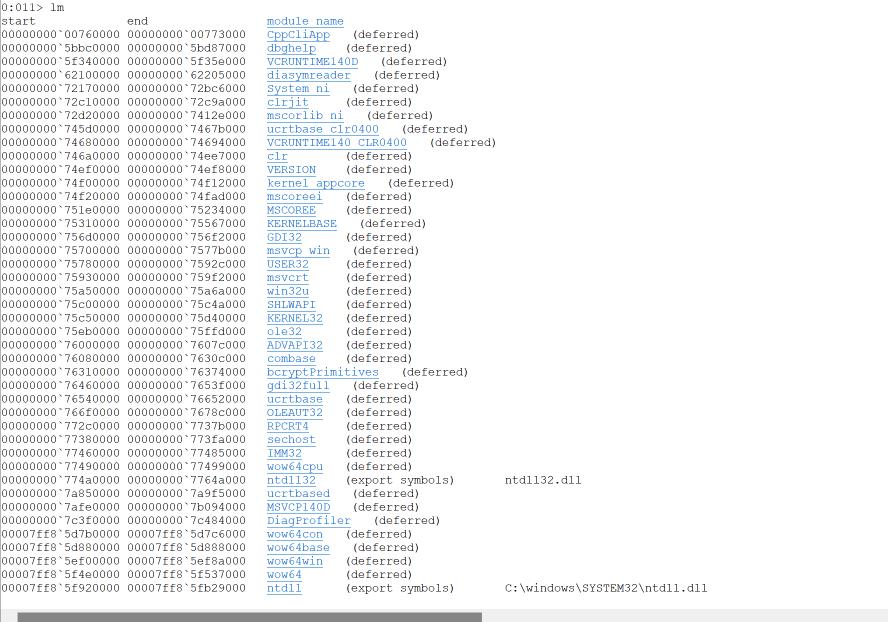 0:011> lm
start             end                 module name
00000000`00760000 00000000`00773000   CppCliApp   (deferred)
00000000`5bbc0000 00000000`5bd87000   dbghelp    (deferred)
00000000`5f340000 00000000`5f35e000   VCRUNTIME140D   (deferred)
00000000`62100000 00000000`62205000   diasymreader   (deferred)
00000000`72170000 00000000`72bc6000   System_ni   (deferred)
00000000`72c10000 00000000`72c9a000   clrjit     (deferred)
00000000`72d20000 00000000`7412e000   mscorlib_ni   (deferred)
00000000`745d0000 00000000`7467b000   ucrtbase_clr0400   (deferred)
00000000`74680000 00000000`74694000   VCRUNTIME140_CLR0400   (deferred)
00000000`746a0000 00000000`74ee7000   clr        (deferred)
00000000`74ef0000 00000000`74ef8000   VERSION    (deferred)
00000000`74f00000 00000000`74f12000   kernel_appcore   (deferred)
00000000`74f20000 00000000`74fad000   mscoreei   (deferred)
00000000`751e0000 00000000`75234000   MSCOREE    (deferred)
00000000`75310000 00000000`75567000   KERNELBASE   (deferred)
00000000`756d0000 00000000`756f2000   GDI32      (deferred)
00000000`75700000 00000000`7577b000   msvcp_win   (deferred)
00000000`75780000 00000000`7592c000   USER32     (deferred)
00000000`75930000 00000000`759f2000   msvcrt     (deferred)
00000000`75a50000 00000000`75a6a000   win32u     (deferred)
00000000`75c00000 00000000`75c4a000   SHLWAPI    (deferred)
00000000`75c50000 00000000`75d40000   KERNEL32   (deferred)
00000000`75eb0000 00000000`75ffd000   ole32      (deferred)
00000000`76000000 00000000`7607c000   ADVAPI32   (deferred)
00000000`76080000 00000000`7630c000   combase    (deferred)
00000000`76310000 00000000`76374000   bcryptPrimitives   (deferred)
00000000`76460000 00000000`7653f000   gdi32full   (deferred)
00000000`76540000 00000000`76652000   ucrtbase   (deferred)
00000000`766f0000 00000000`7678c000   OLEAUT32   (deferred)
00000000`772c0000 00000000`7737b000   RPCRT4     (deferred)
00000000`77380000 00000000`773fa000   sechost    (deferred)
00000000`77460000 00000000`77485000   IMM32      (deferred)
00000000`77490000 00000000`77499000   wow64cpu   (deferred)
00000000`774a0000 00000000`7764a000   ntdll32    (export symbols)       ntdll32.dll
00000000`7a850000 00000000`7a9f5000   ucrtbased   (deferred)
00000000`7afe0000 00000000`7b094000   MSVCP140D   (deferred)
00000000`7c3f0000 00000000`7c484000   DiagProfiler   (deferred)
00007ff8`5d7b0000 00007ff8`5d7c6000   wow64con   (deferred)
00007ff8`5d880000 00007ff8`5d888000   wow64base   (deferred)
00007ff8`5ef00000 00007ff8`5ef8a000   wow64win   (deferred)
00007ff8`5f4e0000 00007ff8`5f537000   wow64      (deferred)
00007ff8`5f920000 00007ff8`5fb29000   ntdll      (export symbols)       C:\windows\SYSTEM32\ntdll.dll